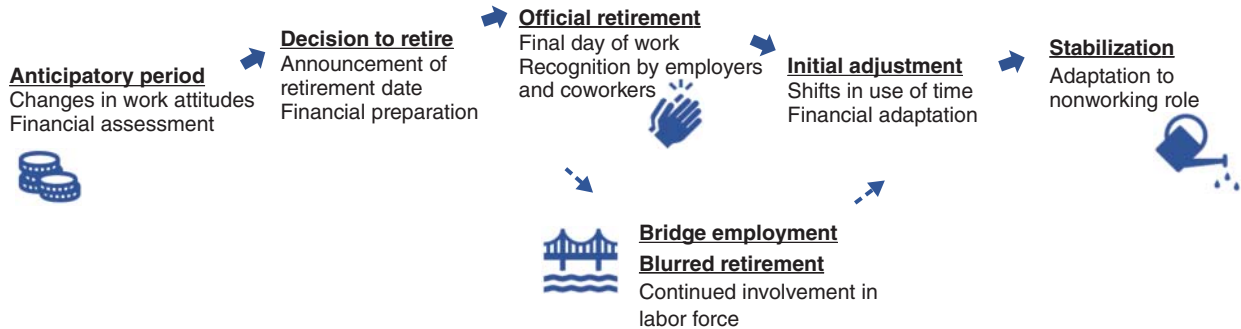 Anticipatory period
Changes in work attitudes
Financial assessment
Decision to retire
Announcement of
retirement date
Financial preparation
Official retirement
Final day of work
Recognition by employers
and coworkers
Initial adjustment
Shifts in use of time
Financial adaptation
Stabilization
Adaptation to
nonworking role
Bridge employment
Blurred retirement
Continued involvement in
labor force